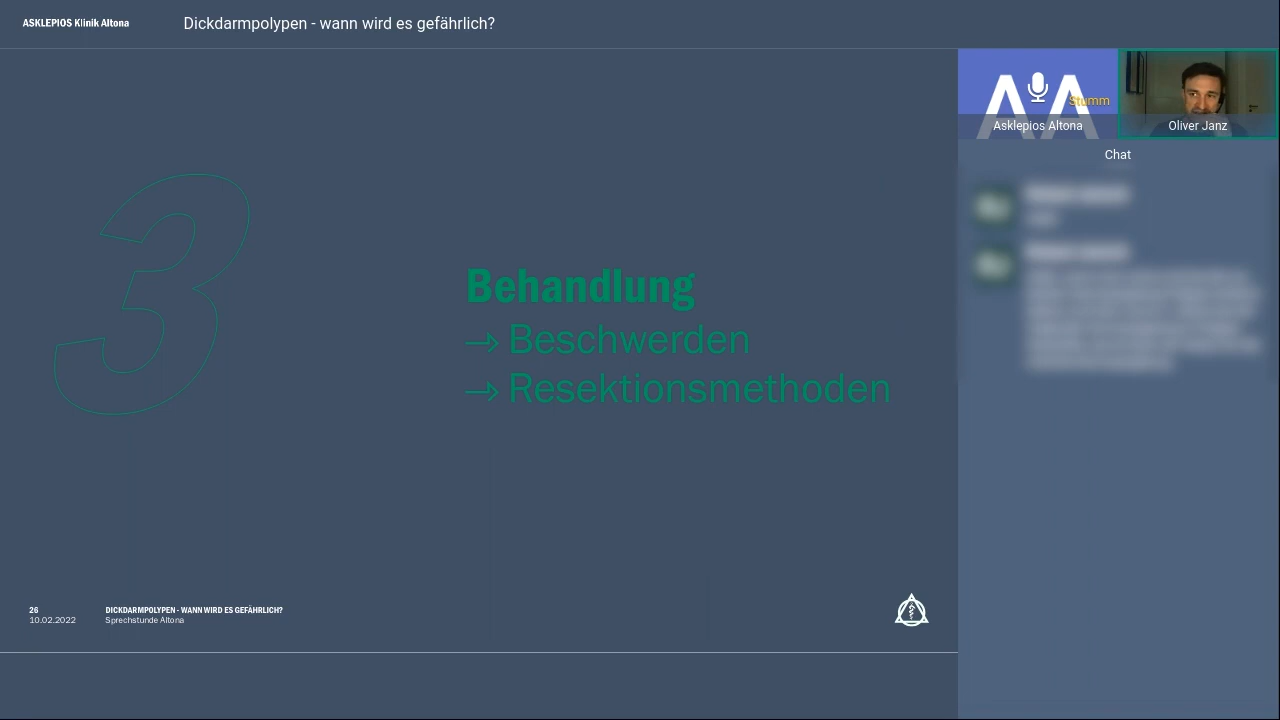 ASKLEPIOS Klinik Altona
Dickdarmpolypen - wann wird es gefährlich?
Stumm
Asklepios Altona
Oliver Janz
Chat
3
Behandlung
→ Beschwerden
→ Resektionsmethoden
26
DICKDARMPOLYPEN - WANN WIRD ES GEFÄHRLICH?
10.02.2022
Sprechstunde Altona